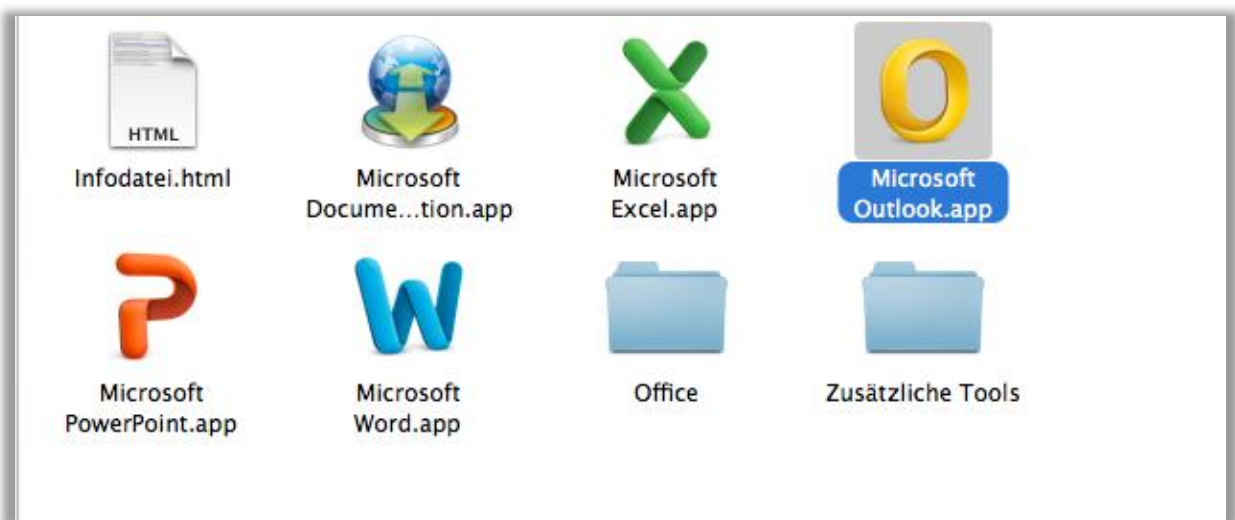 HTML
Infodatei.html
Microsoft
Docume...tion.app
Microsoft
Excel.app
Microsoft
Outlook.app
Microsoft
PowerPoint.app
Microsoft
Word.app
Office
Zusätzliche Tools